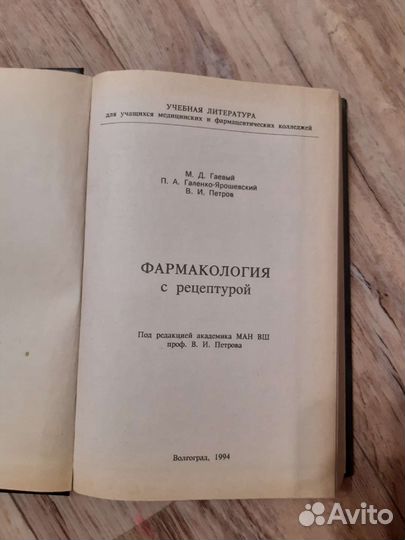 УЧЕБНАЯ ЛИТЕРАТУРА
для учащихся медицинских и фармацевтических колледжей
М. Д. Гаевый
П. А. Галенко-Ярошевский
В. И. Петров
ФАРМАКОЛОГИЯ
с рецептурой
Под редакцией академика МАН ВШ
проф. В. И. Петрова
Волгоград, 1994
Avito